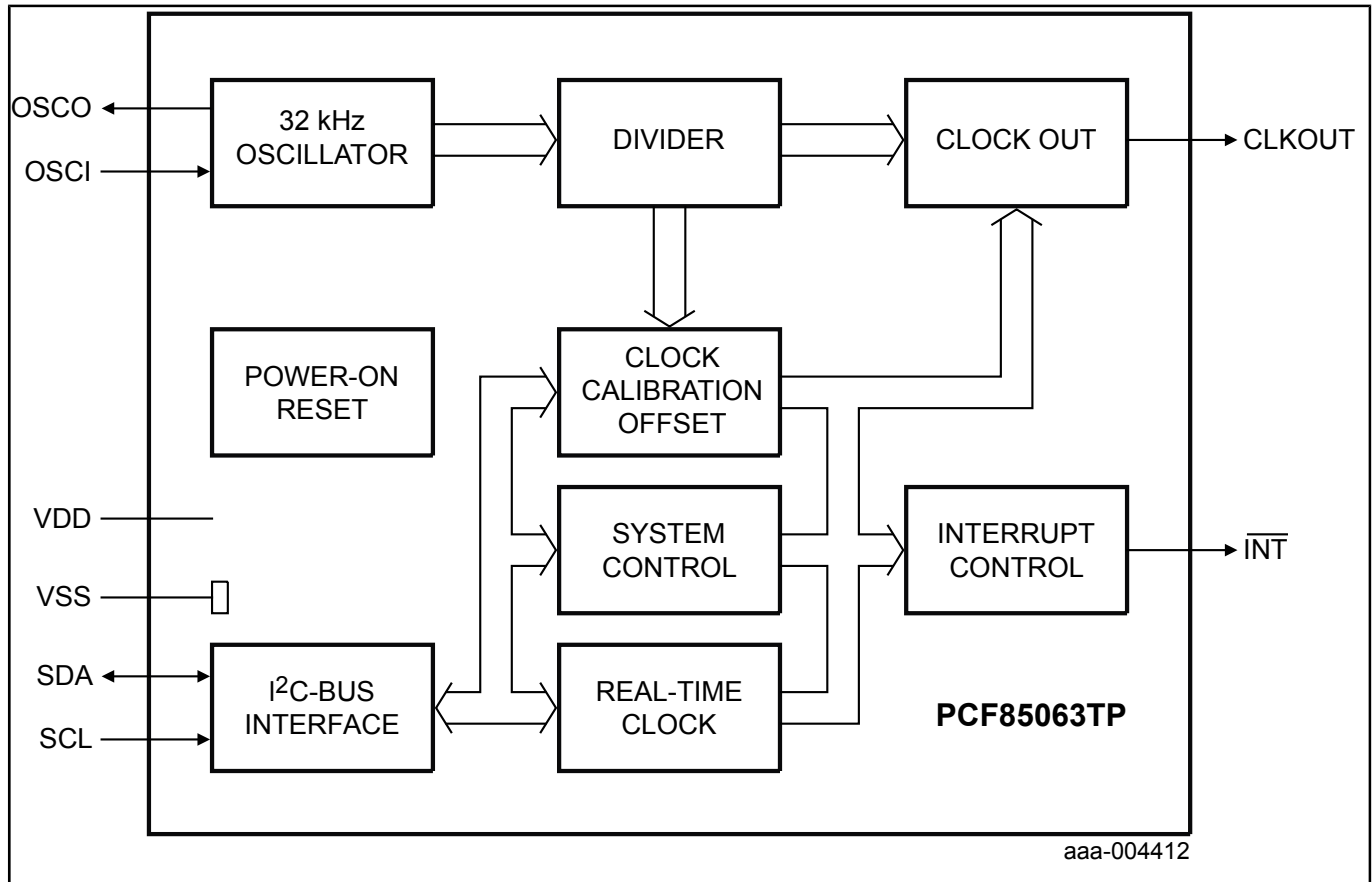 OSCO
OSCI
32 kHz
OSCILLATOR
DIVIDER
CLOCK OUT
CLKOUT
POWER-ON
RESET
CLOCK
CALIBRATION
OFFSET
VDD
VSS
SYSTEM
CONTROL
INTERRUPT
CONTROL
INT
SDA
SCL
I2C-BUS
INTERFACE
REAL-TIME
CLOCK
PCF85063TP
aaa-004412